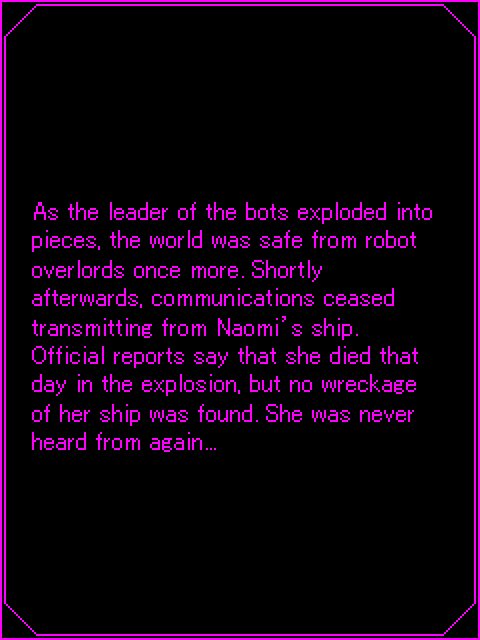 As the leader of the bots exploded into
pieces, the world was safe from robot
overlords once more. Shortly
afterwards, communications ceased
transmitting from Naomi's ship.
Official reports say that she died that
day in the explosion, but no wreckage
of her ship was found. She was never
heard from again...